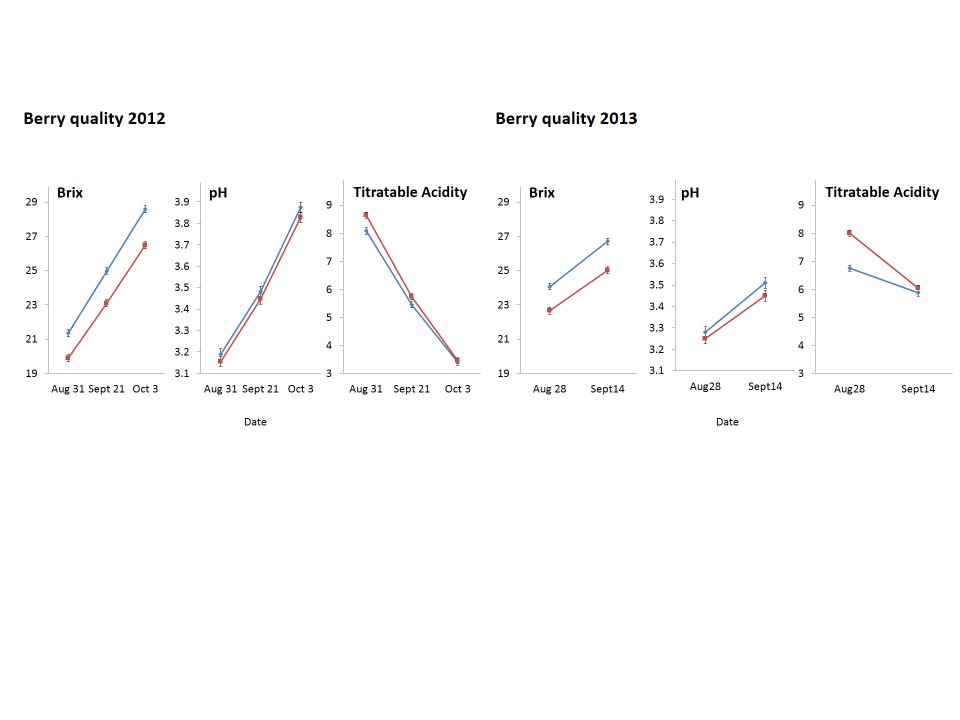 Berry quality 2012
Brix
29
27
25
23
21
19
Aug 31 Sept 21 Oct 3
pH
3.9
3.8
3.7
3.6
3.5
3.4
3.3
3.2
3.1
Aug 31 Sept 21 Oct 3
Titratable Acidity
9
8
7
6
5
4
3
Aug 31 Sept 21 Oct 3
Date
Berry quality 2013
Brix
29
27
25
23
21
19
Aug 28 Sept14
pH
3.9
3.8
3.7
3.6
3.5
3.4
3.3
3.2
3.1
Aug28 Sept14
Titratable Acidity
9
8
7
6
5
4
3
Aug28 Sept14
Date